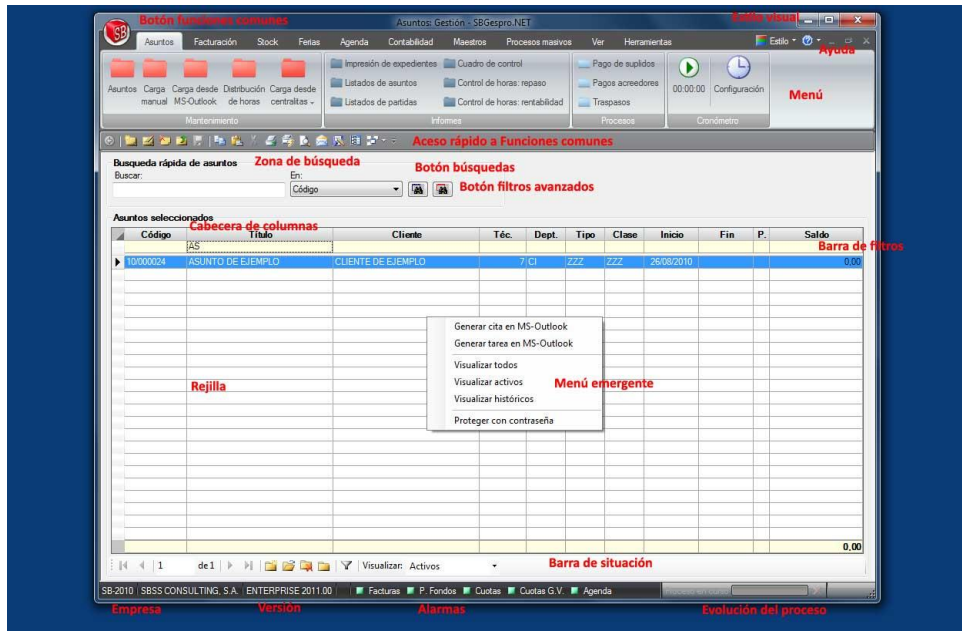 Botón funciones comunes
Asuntos: Gestión - SBGespro.NET
Estilo visual
SB
Asuntos Facturación Stock Ferias Agenda Contabilidad Maestros Procesos masivos Ver Herramientas Estilo
Ayuda
Impresión de expedientes Cuadro de control Pago de suplidos
Listados de asuntos Control de horas: repaso Pagos acreedores
Listados de partidas Control de horas: rentabilidad Traspasos
Asuntos Carga manual Carga desde MS-Outlook Distribución de horas Carga desde centralitas
00:00:00 Configuración
Menú
Mantenimiento Informes Procesos Cronómetro
Aceso rápido a Funciones comunes
Busqueda rápida de asunto Zona de búsqueda
Botón búsquedas
Buscar: En:
Código
Botón filtros avanzados
Asuntos seleccionados
Cabecera de columnas
Código Título Cliente Téc. Dept. Tipo Clase Inicio Fin P. Saldo
AS
Barra de filtros
10/000024 ASUNTO DE EJEMPLO CLIENTE DE EJEMPLO 7 CI ZZZ ZZZ 26/08/2010 0,00
Generar cita en MS-Outlook
Generar tarea en MS-Outlook
Visualizar todos
Visualizar activos
Menú emergente
Rejilla
Visualizar históricos
Proteger con contraseña
0,00
1 de 1 Visualizar: Activos
Barra de situación
SB-2010 SBSS CONSULTING, S.A. ENTERPRISE 2011.00 Facturas P. Fondos Cuotas Cuotas G.V. Agenda
Empresa Versión Alarmas Evolución del proceso